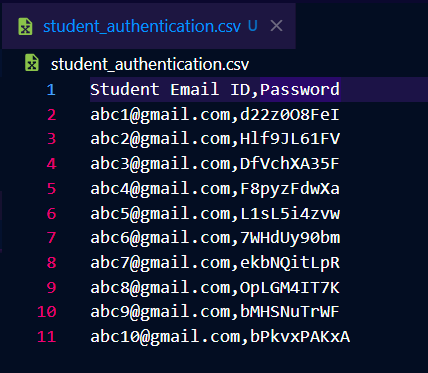 student_authentication.csv U
student_authentication.csv
1 Student Email ID,Password
2 abc1@gmail.com,d22z0O8FeI
3 abc2@gmail.com,Hlf9JL61FV
4 abc3@gmail.com,DfVchXA35F
5 abc4@gmail.com,F8pyzFdwXa
6 abc5@gmail.com,L1sL5i4zvw
7 abc6@gmail.com,7WHdUy90bm
8 abc7@gmail.com,ekbNQitLpR
9 abc8@gmail.com,OpLGM4IT7K
10 abc9@gmail.com,bMHSNuTrWF
11 abc10@gmail.com,bPkvxPAKxA